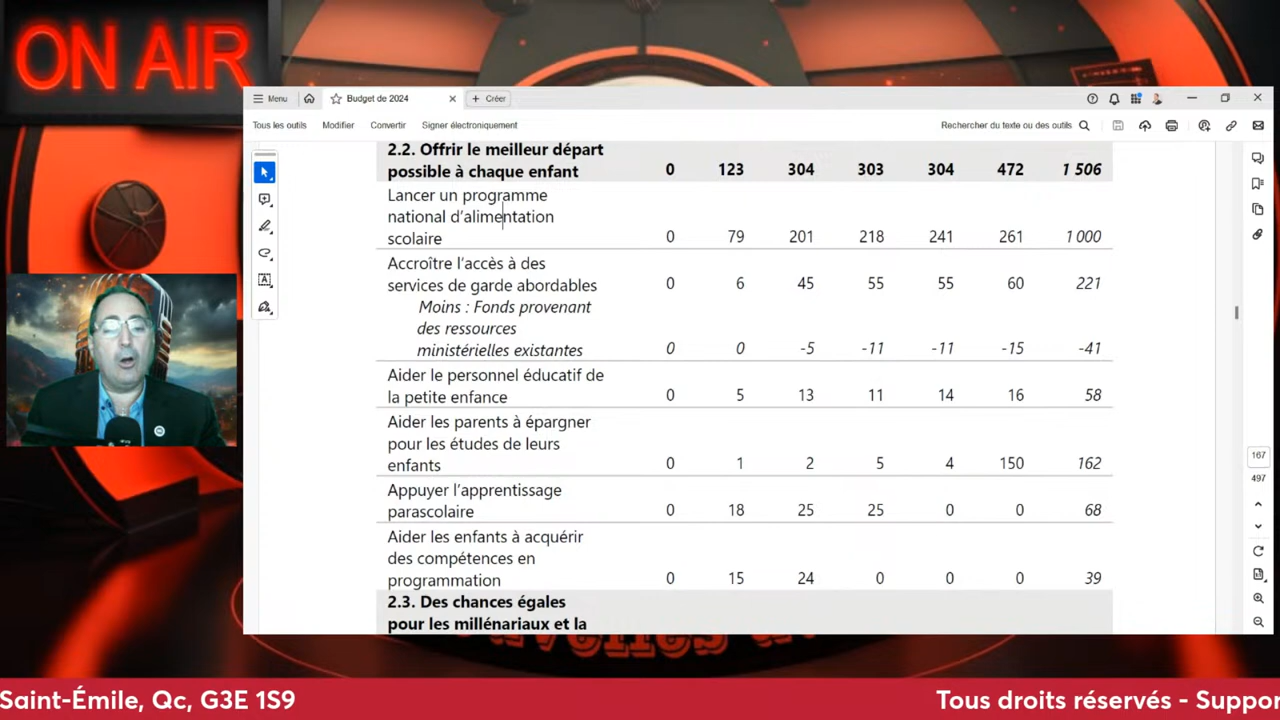 ON AIR
Menu
Budget de 2024
Créer
Tous les outils
Modifier
Convertir
Signer électroniquement
Rechercher du texte ou des outils
2.2. Offrir le meilleur départ
possible à chaque enfant 0 123 304 303 304 472 1 506
Lancer un programme
national d'alimentation
scolaire 0 79 201 218 241 261 1 000
Accroître l'accès à des
services de garde abordables 0 6 45 55 55 60 221
Moins : Fonds provenant
des ressources
ministérielles existantes 0 0 -5 -11 -11 -15 -41
Aider le personnel éducatif de
la petite enfance 0 5 13 11 14 16 58
Aider les parents à épargner
pour les études de leurs
enfants 0 1 2 5 4 150 162
Appuyer l'apprentissage
parascolaire 0 18 25 25 0 0 68
Aider les enfants à acquérir
des compétences en
programmation 0 15 24 0 0 0 39
2.3. Des chances égales
pour les millénariaux et la
167
497
Saint-Émile, Qc, G3E 1S9
Tous droits réservés - Suppor